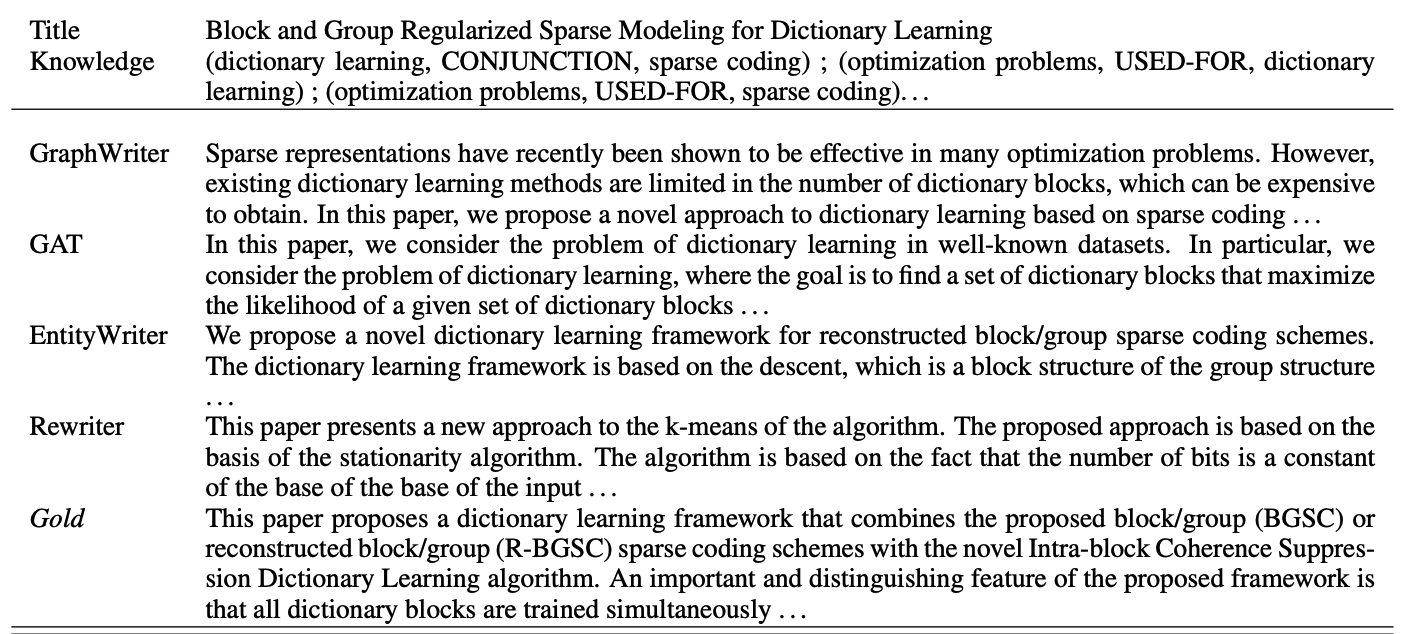 Title Block and Group Regularized Sparse Modeling for Dictionary Learning
Knowledge (dictionary learning, CONJUNCTION, sparse coding) ; (optimization problems, USED-FOR, dictionary
learning) ; (optimization problems, USED-FOR, sparse coding)...
GraphWriter Sparse representations have recently been shown to be effective in many optimization problems. However,
existing dictionary learning methods are limited in the number of dictionary blocks, which can be expensive
to obtain. In this paper, we propose a novel approach to dictionary learning based on sparse coding ...
GAT In this paper, we consider the problem of dictionary learning in well-known datasets. In particular, we
consider the problem of dictionary learning, where the goal is to find a set of dictionary blocks that maximize
the likelihood of a given set of dictionary blocks ...
EntityWriter We propose a novel dictionary learning framework for reconstructed block/group sparse coding schemes.
The dictionary learning framework is based on the descent, which is a block structure of the group structure
...
Rewriter This paper presents a new approach to the k-means of the algorithm. The proposed approach is based on the
basis of the stationarity algorithm. The algorithm is based on the fact that the number of bits is a constant
of the base of the base of the input ...
Gold This paper proposes a dictionary learning framework that combines the proposed block/group (BGSC) or
reconstructed block/group (R-BGSC) sparse coding schemes with the novel Intra-block Coherence Suppres-
sion Dictionary Learning algorithm. An important and distinguishing feature of the proposed framework is
that all dictionary blocks are trained simultaneously ...